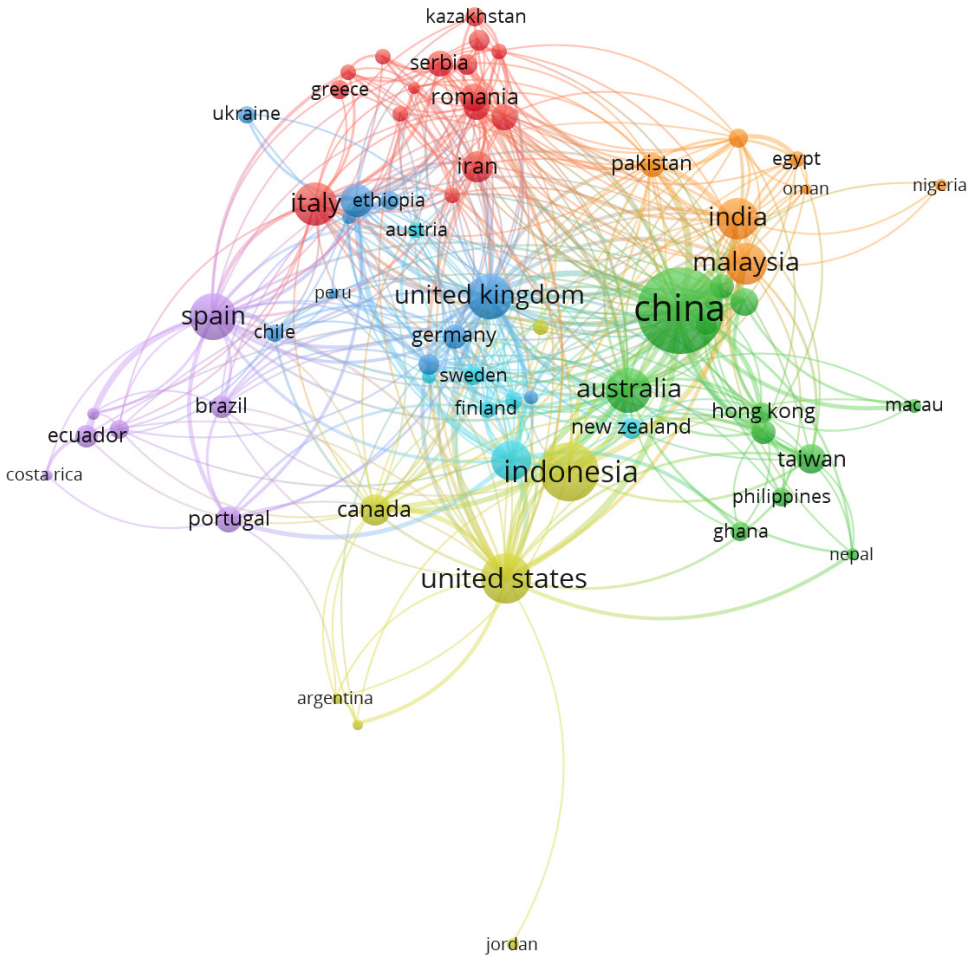 kazakhstan
serbia
greece
romania
ukraine
pakistan
egypt
iran
oman
nigeria
italy
ethiopia
india
austria
malaysia
peru
united kingdom
china
spain
chile
germany
sweden
australia
brazil
finland
hong kong
macau
new zealand
ecuador
taiwan
costa rica
indonesia
philippines
canada
portugal
ghana
nepal
united states
argentina
jordan